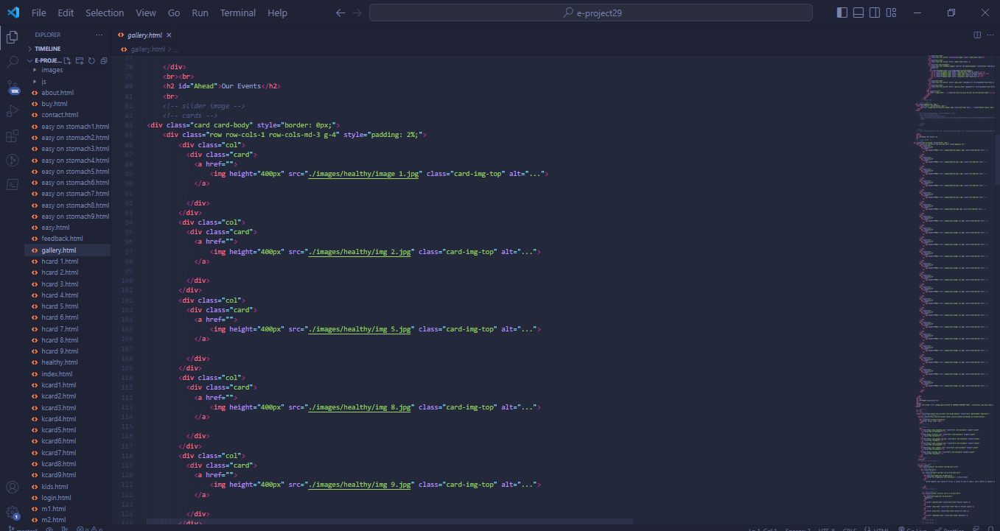 File Edit Selection View Go Run Terminal Help
e-project29
EXPLORER
TIMELINE
E-PROJE...
images
js
about.html
buy.html
contact.html
easy on stomach1.html
easy on stomach2.html
easy on stomach3.html
easy on stomach4.html
easy on stomach5.html
easy on stomach6.html
easy on stomach7.html
easy on stomach8.html
easy on stomach9.html
easy.html
feedback.html
gallery.html
hcard 1.html
hcard 2.html
hcard 3.html
hcard 4.html
hcard 5.html
hcard 6.html
hcard 7.html
hcard 8.html
hcard 9.html
healthy.html
index.html
kcard1.html
kcard2.html
kcard3.html
kcard4.html
kcard5.html
kcard6.html
kcard7.html
kcard8.html
kcard9.html
kids.html
login.html
m1.html
m2.html
10K
1
gallery.html
gallery.html > ...
77
78 </div>
79 <br><br>
80 <h2 id="Ahead">Our Events</h2>
81 <br>
82 <!-- slider image -->
83 <!-- cards -->
84 <div class="card card-body" style="border: 0px;">
85 <div class="row row-cols-1 row-cols-md-3 g-4" style="padding: 2%;">
86 <div class="col">
87 <div class="card">
88 <a href="">
89 <img height="400px" src="./images/healthy/image 1.jpg" class="card-img-top" alt="...">
90 </a>
91
92 </div>
93 </div>
94 <div class="col">
95 <div class="card">
96 <a href="">
97 <img height="400px" src="./images/healthy/img 2.jpg" class="card-img-top" alt="...">
98 </a>
99
100 </div>
101 </div>
102 <div class="col">
103 <div class="card">
104 <a href="">
105 <img height="400px" src="./images/healthy/img 5.jpg" class="card-img-top" alt="...">
106 </a>
107
108 </div>
109 </div>
110 <div class="col">
111 <div class="card">
112 <a href="">
113 <img height="400px" src="./images/healthy/img 8.jpg" class="card-img-top" alt="...">
114 </a>
115
116 </div>
117 </div>
118 <div class="col">
119 <div class="card">
120 <a href="">
121 <img height="400px" src="./images/healthy/img 9.jpg" class="card-img-top" alt="...">
122 </a>
123
124 </div>
125 </div>